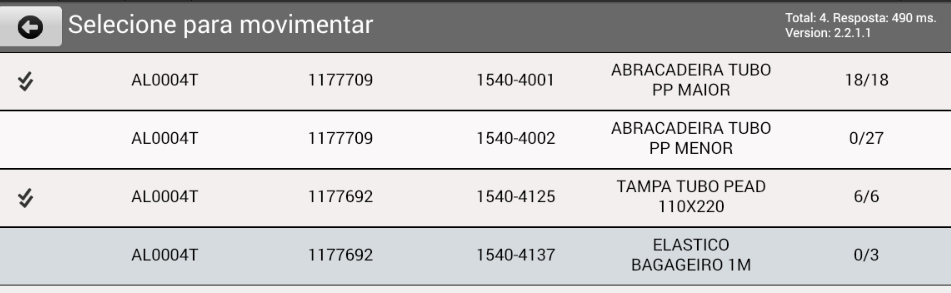 Selecione para movimentar
Total: 4. Resposta: 490 ms.
Version: 2.2.1.1
AL0004T 1177709 1540-4001 ABRACADEIRA TUBO PP MAIOR 18/18
AL0004T 1177709 1540-4002 ABRACADEIRA TUBO PP MENOR 0/27
AL0004T 1177692 1540-4125 TAMPA TUBO PEAD 110X220 6/6
AL0004T 1177692 1540-4137 ELASTICO BAGAGEIRO 1M 0/3